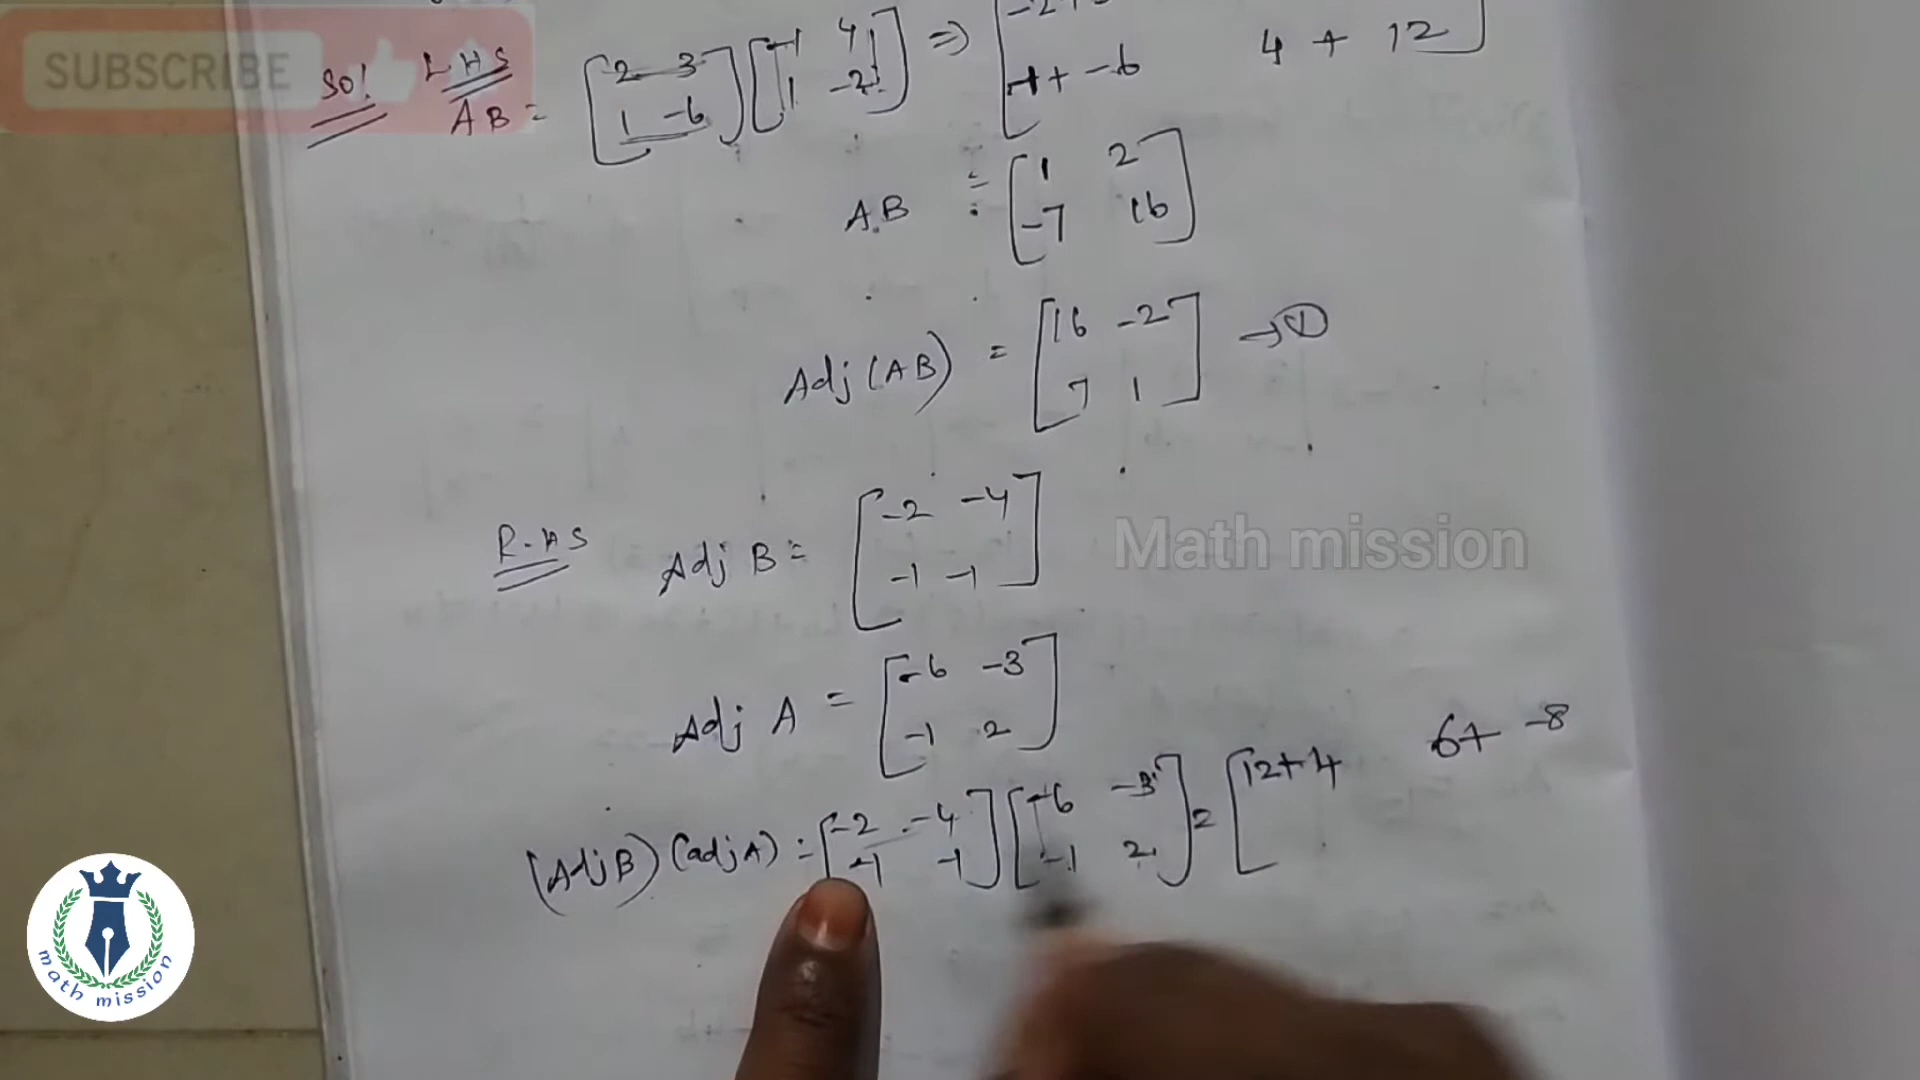 SUBSCRIBE
Sol LHS
AB = [2 3 [-1 4 =>
1 -6] 1 -2] -1+ -6 4 + 12]
AB = [1 2
-7 16]
Adj (AB) = [16 -2 → 1
7 1]
R.HS Adj B = [-2 -4
-1 -1]
Math mission
Adj A = [-6 -3
-1 2]
(Adj B) (adj A) = [-2 -4 [-6 -3 = [12+4 6+ -8
-1 -1] -1 2]
math mission